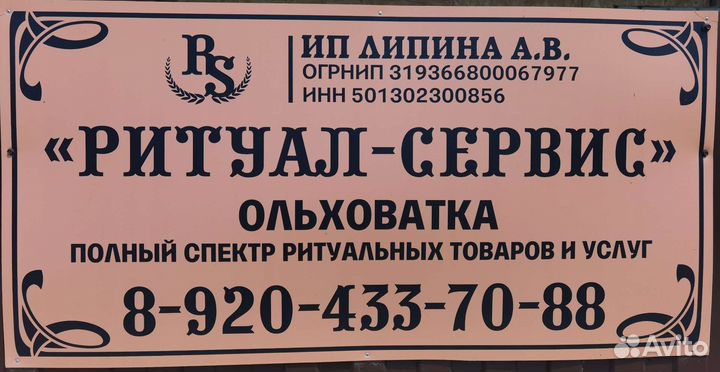 RS
ИП ЛИПИНА А.В.
ОГРНИП 319366800067977
ИНН 501302300856
«РИТУАЛ-СЕРВИС»
ОЛЬХОВАТКА
ПОЛНЫЙ СПЕКТР РИТУАЛЬНЫХ ТОВАРОВ И УСЛУГ
8-920-433-70-88
Avito